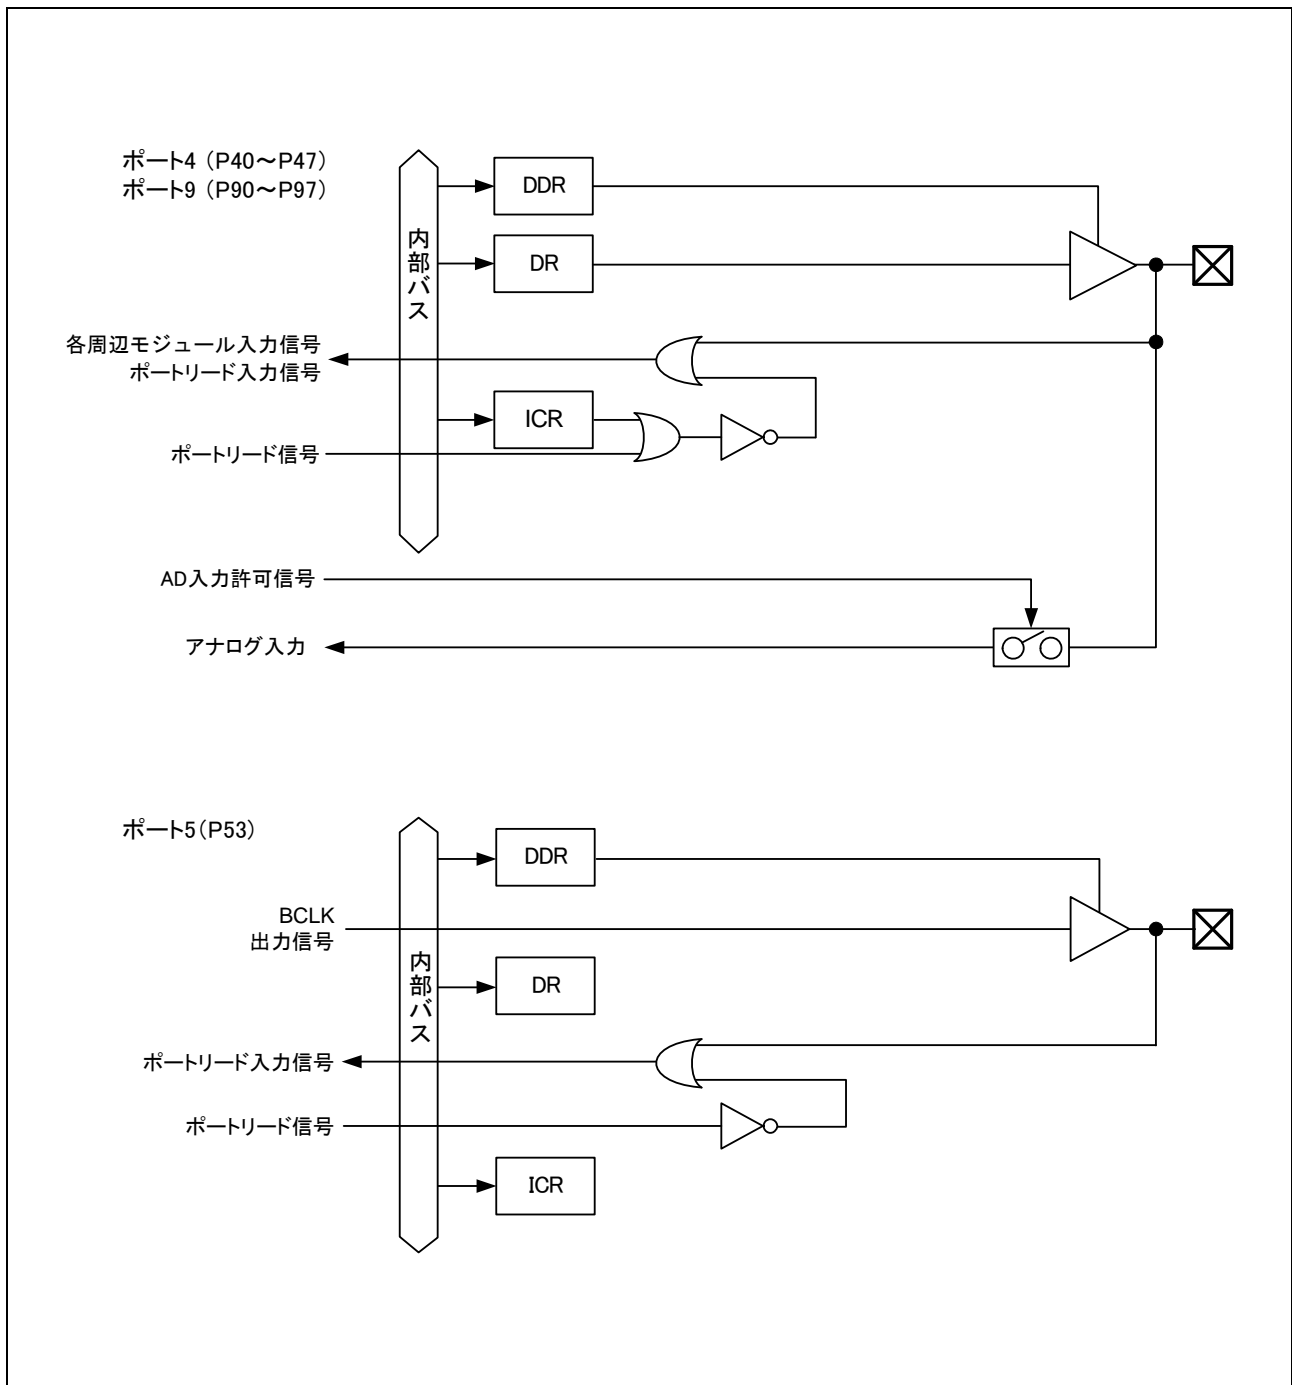 ポート4（P40～P47）
ポート9（P90～P97）
内部バス
DDR
DR
各周辺モジュール入力信号
ポートリード入力信号
ICR
ポートリード信号
AD入力許可信号
アナログ入力
ポート5（P53）
内部バス
DDR
BCLK
出力信号
DR
ポートリード入力信号
ポートリード信号
ICR